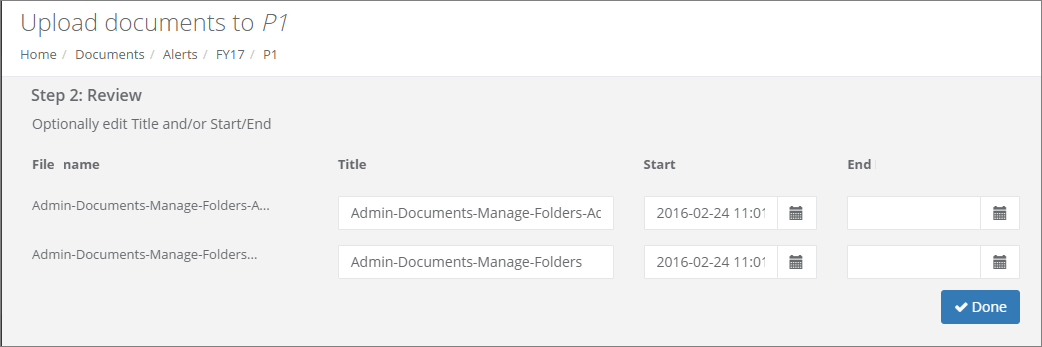 Upload documents to P1
Home / Documents / Alerts / FY17 / P1
Step 2: Review
Optionally edit Title and/or Start/End
File name Title Start End
Admin-Documents-Manage-Folders-A... Admin-Documents-Manage-Folders-Ac 2016-02-24 11:01
Admin-Documents-Manage-Folders... Admin-Documents-Manage-Folders 2016-02-24 11:01
Done